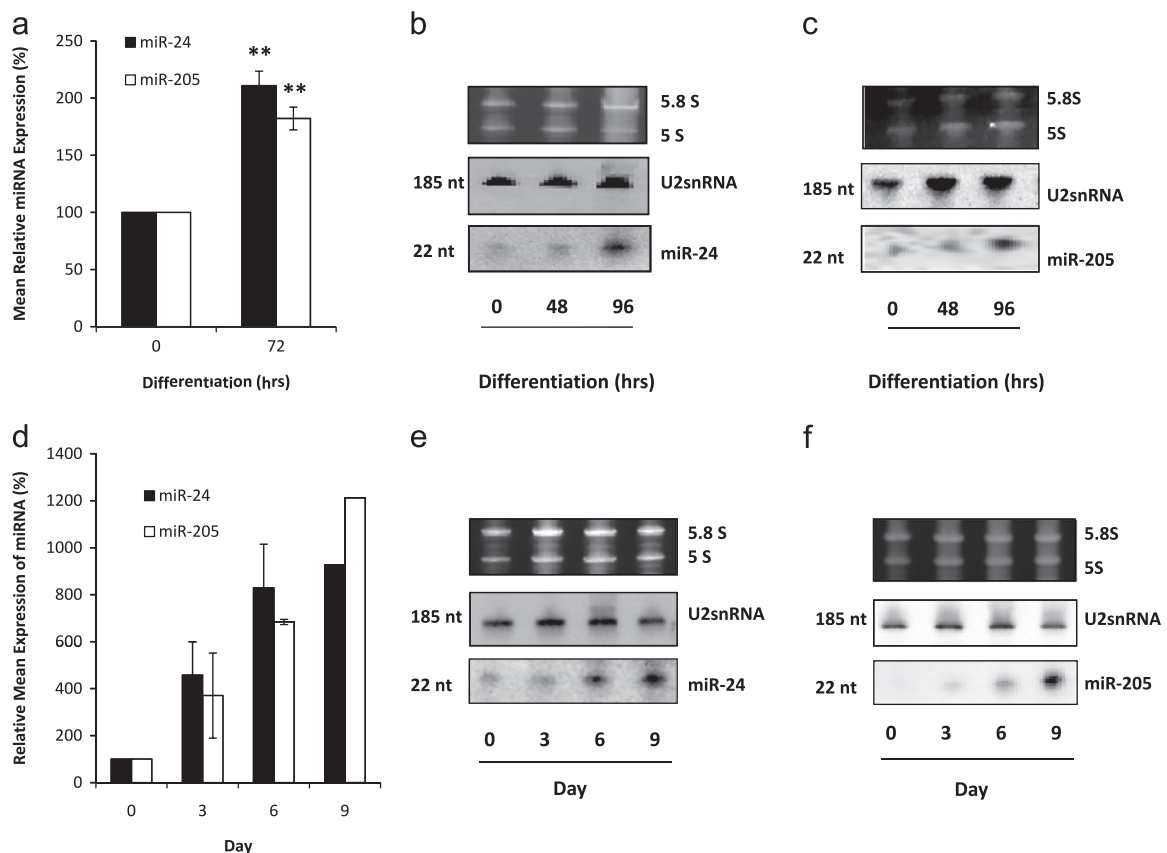 a
Mean Relative miRNA Expression (%)
250
200
150
100
50
0
miR-24
miR-205
**
**
0
72
Differentiation (hrs)
b
5.8 S
5 S
185 nt
U2snRNA
22 nt
miR-24
0 48 96
Differentiation (hrs)
c
5.8S
5S
185 nt
U2snRNA
22 nt
miR-205
0 48 96
Differentiation (hrs)
d
Relative Mean Expression of miRNA (%)
1400
1200
1000
800
600
400
200
0
miR-24
miR-205
0 3 6 9
Day
e
5.8 S
5 S
185 nt
U2snRNA
22 nt
miR-24
0 3 6 9
Day
f
5.8S
5S
185 nt
U2snRNA
22 nt
miR-205
0 3 6 9
Day